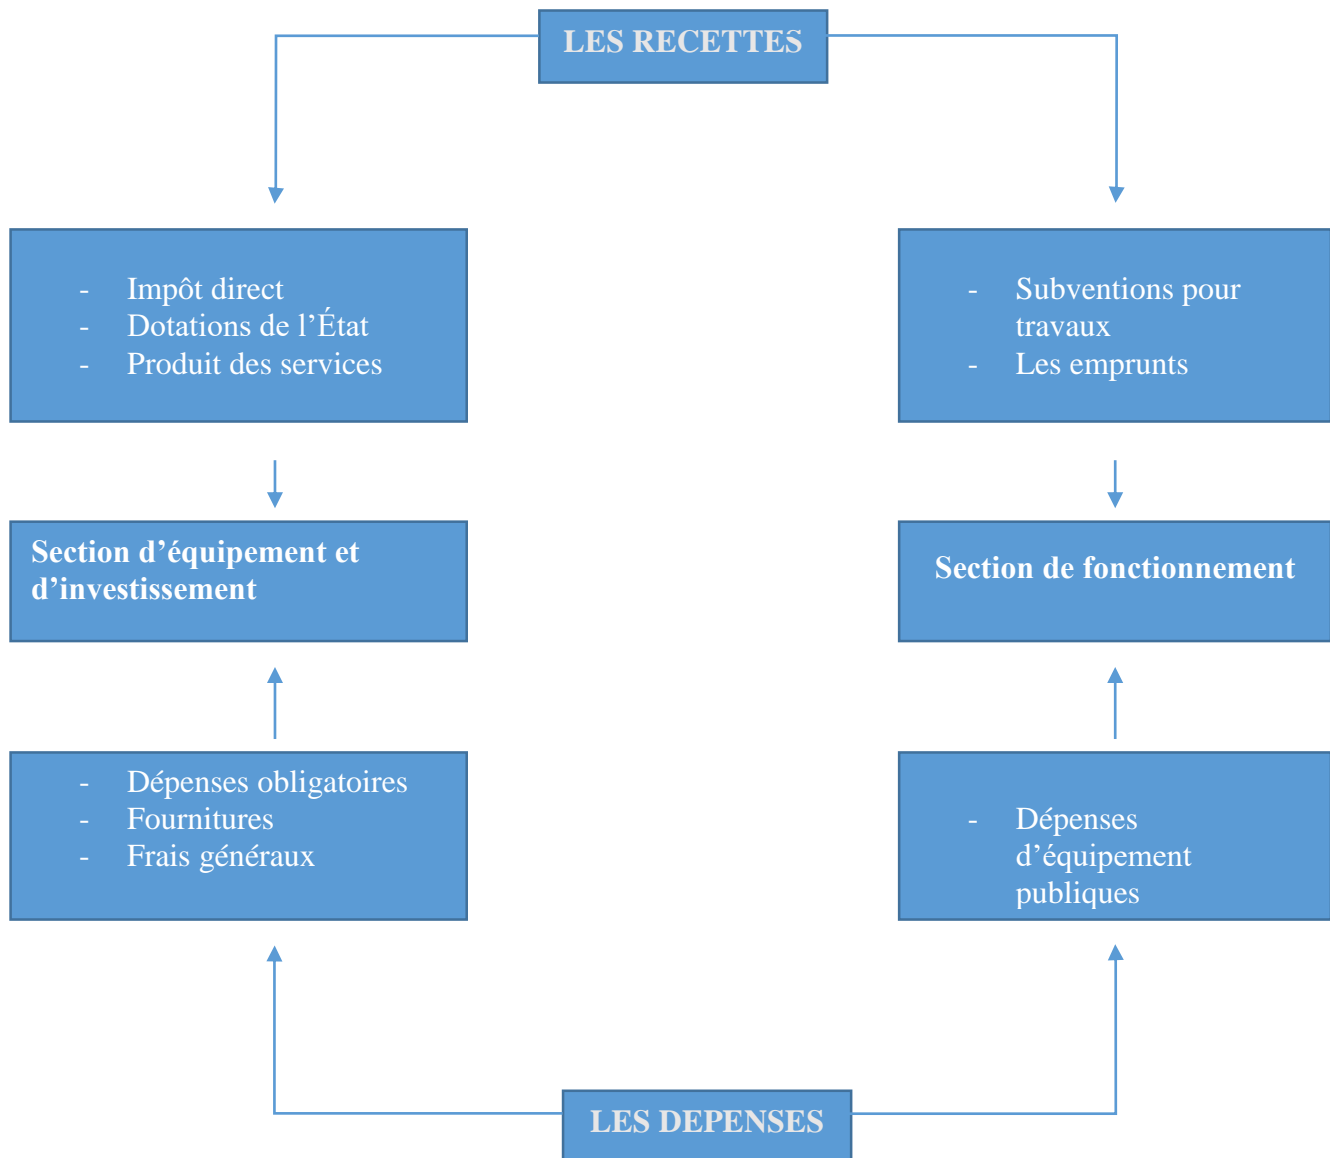 LES RECETTES
- Impôt direct
- Dotations de l’État
- Produit des services
- Subventions pour
travaux
- Les emprunts
Section d’équipement et
d’investissement
Section de fonctionnement
- Dépenses obligatoires
- Fournitures
- Frais généraux
- Dépenses
d’équipement
publiques
LES DEPENSES